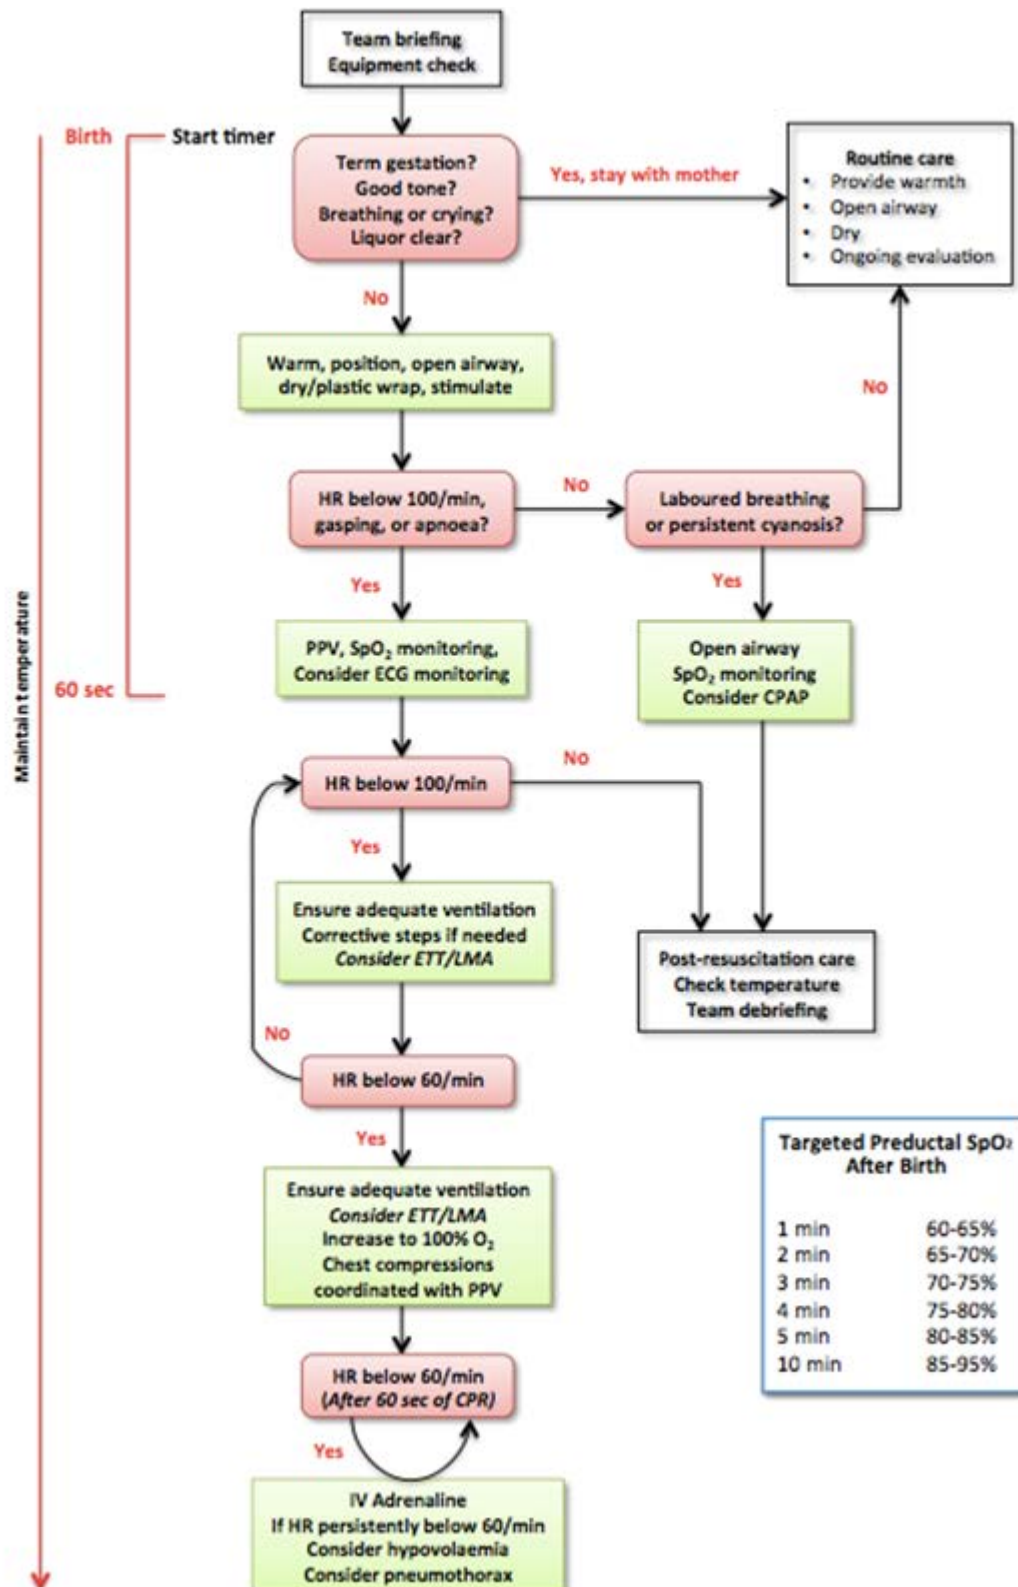 Team briefing
Equipment check
Birth
Start timer
Term gestation?
Good tone?
Breathing or crying?
Liquor clear?
Yes, stay with mother
Routine care
• Provide warmth
• Open airway
• Dry
• Ongoing evaluation
No
Warm, position, open airway,
dry/plastic wrap, stimulate
No
HR below 100/min,
gasping, or apnoea?
No
Laboured breathing
or persistent cyanosis?
Yes
Yes
PPV, SpO₂ monitoring,
Consider ECG monitoring
Open airway
SpO₂ monitoring
Consider CPAP
60 sec
Maintain temperature
HR below 100/min
No
Yes
Ensure adequate ventilation
Corrective steps if needed
Consider ETT/LMA
Post-resuscitation care
Check temperature
Team debriefing
No
HR below 60/min
Yes
Ensure adequate ventilation
Consider ETT/LMA
Increase to 100% O₂
Chest compressions
coordinated with PPV
Targeted Preductal SpO₂
After Birth
1 min 60-65%
2 min 65-70%
3 min 70-75%
4 min 75-80%
5 min 80-85%
10 min 85-95%
HR below 60/min
(After 60 sec of CPR)
Yes
IV Adrenaline
If HR persistently below 60/min
Consider hypovolaemia
Consider pneumothorax